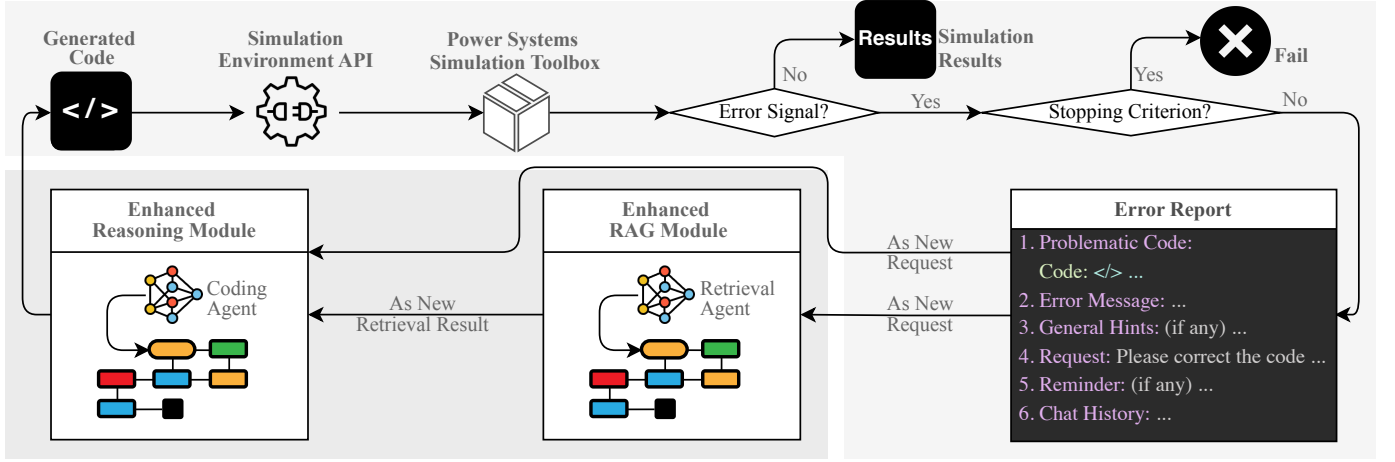 Generated
Code
</>
Simulation
Environment API
Power Systems
Simulation Toolbox
Error Signal?
No
Results
Simulation
Results
Yes
Stopping Criterion?
Yes
Fail
No
Enhanced
Reasoning Module
Coding
Agent
As New
Retrieval Result
Enhanced
RAG Module
Retrieval
Agent
As New
Request
As New
Request
Error Report
1. Problematic Code:
Code: </> ...
2. Error Message: ...
3. General Hints: (if any) ...
4. Request: Please correct the code ...
5. Reminder: (if any) ...
6. Chat History: ...